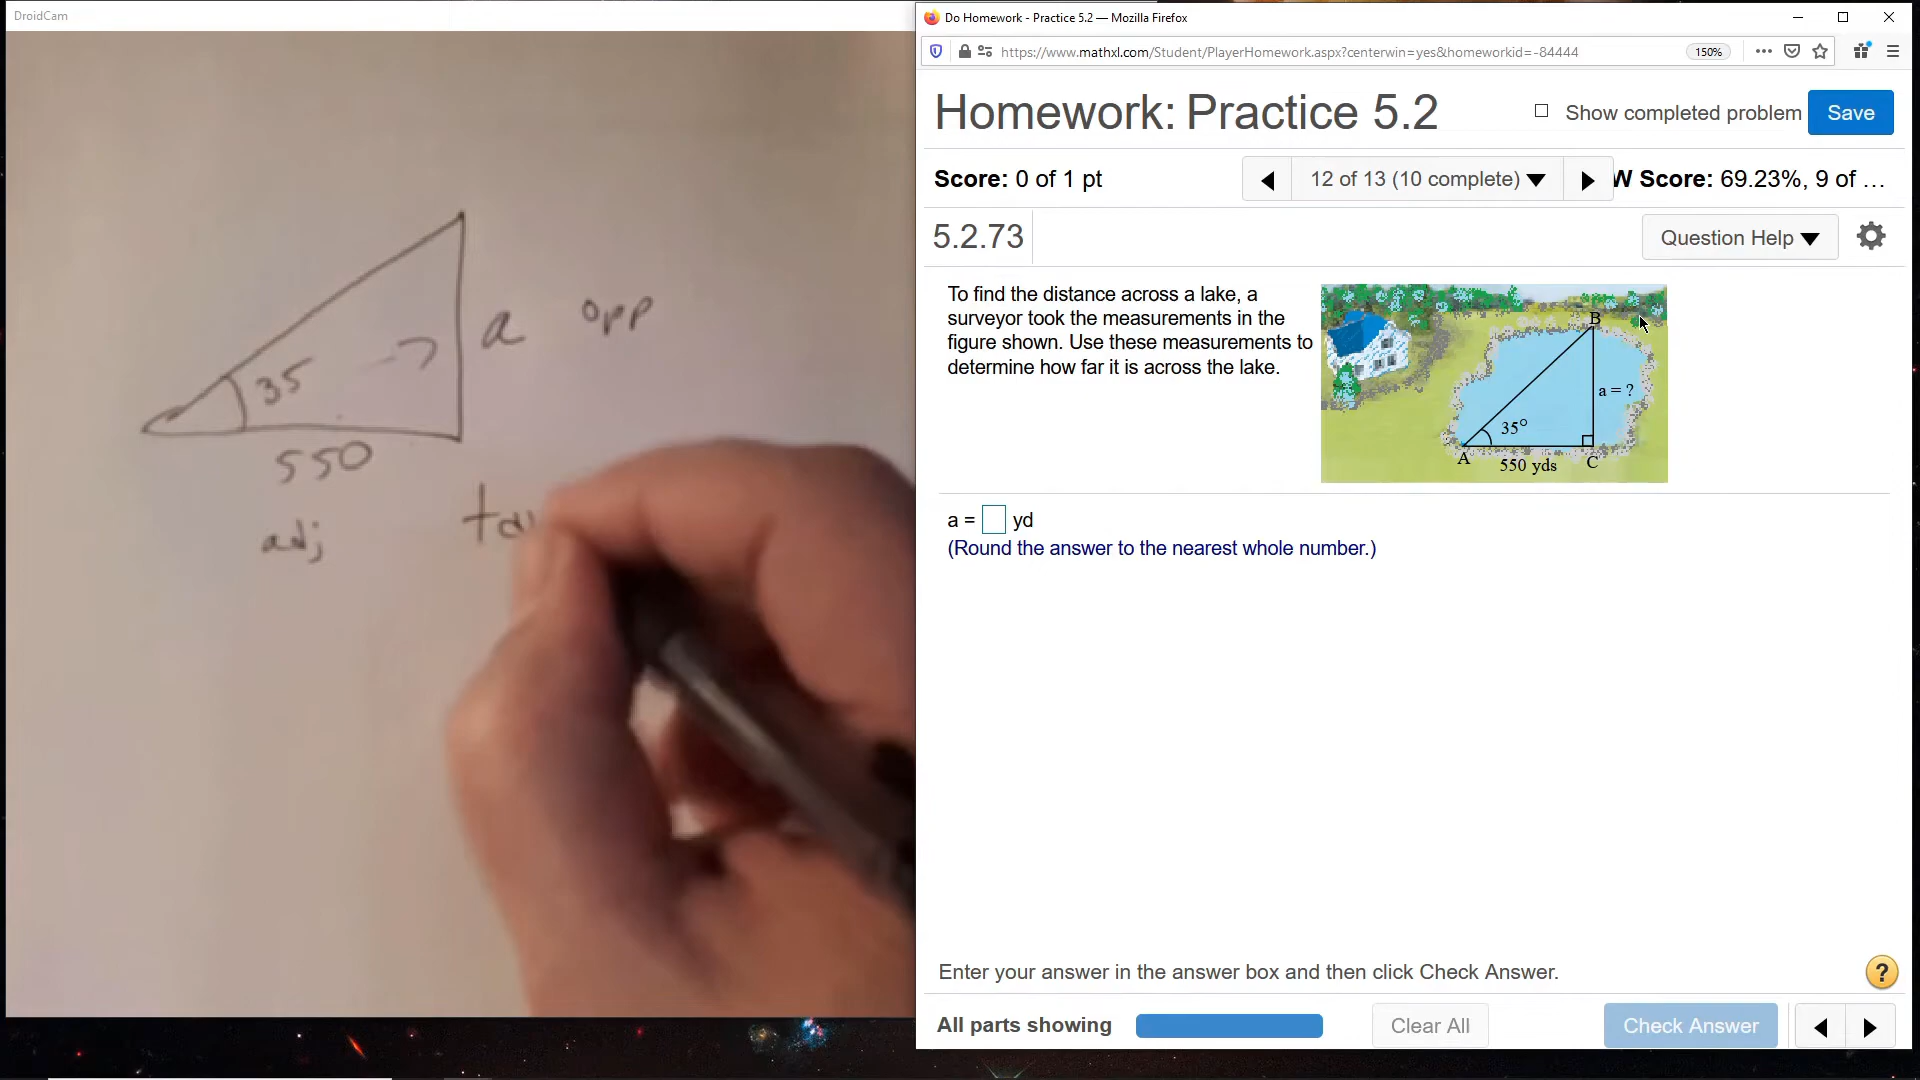 DroidCam
35
a opp
550
adj
Do Homework - Practice 5.2 — Mozilla Firefox
https://www.mathxl.com/Student/PlayerHomework.aspx?centerwin=yes&homeworkid=-84444
150%
Homework: Practice 5.2
Show completed problem
Save
Score: 0 of 1 pt
12 of 13 (10 complete)
W Score: 69.23%, 9 of …
5.2.73
Question Help
To find the distance across a lake, a
surveyor took the measurements in the
figure shown. Use these measurements to
determine how far it is across the lake.
B
a = ?
35°
A
550 yds
C
a = yd
(Round the answer to the nearest whole number.)
Enter your answer in the answer box and then click Check Answer.
?
All parts showing
Clear All
Check Answer